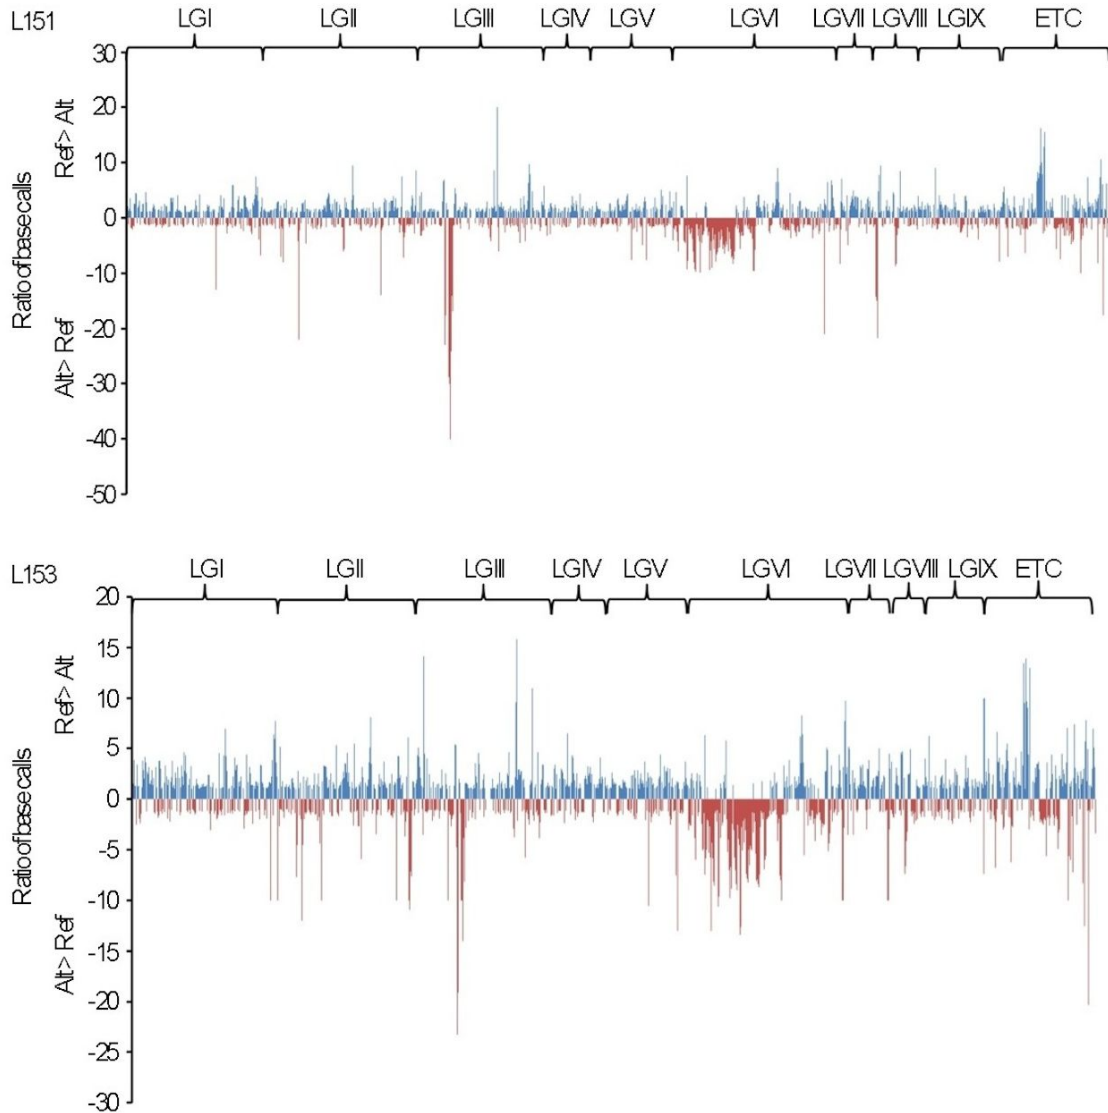 L151
LGI LGII LGIII LGIV LGV LGVI LGVII LGVIII LGIX ETC
30
20
10
0
-10
-20
-30
-40
-50
Ratio of base calls
Ref > Alt
Alt > Ref
L153
LGI LGII LGIII LGIV LGV LGVI LGVII LGVIII LGIX ETC
20
15
10
5
0
-5
-10
-15
-20
-25
-30
Ratio of base calls
Ref > Alt
Alt > Ref